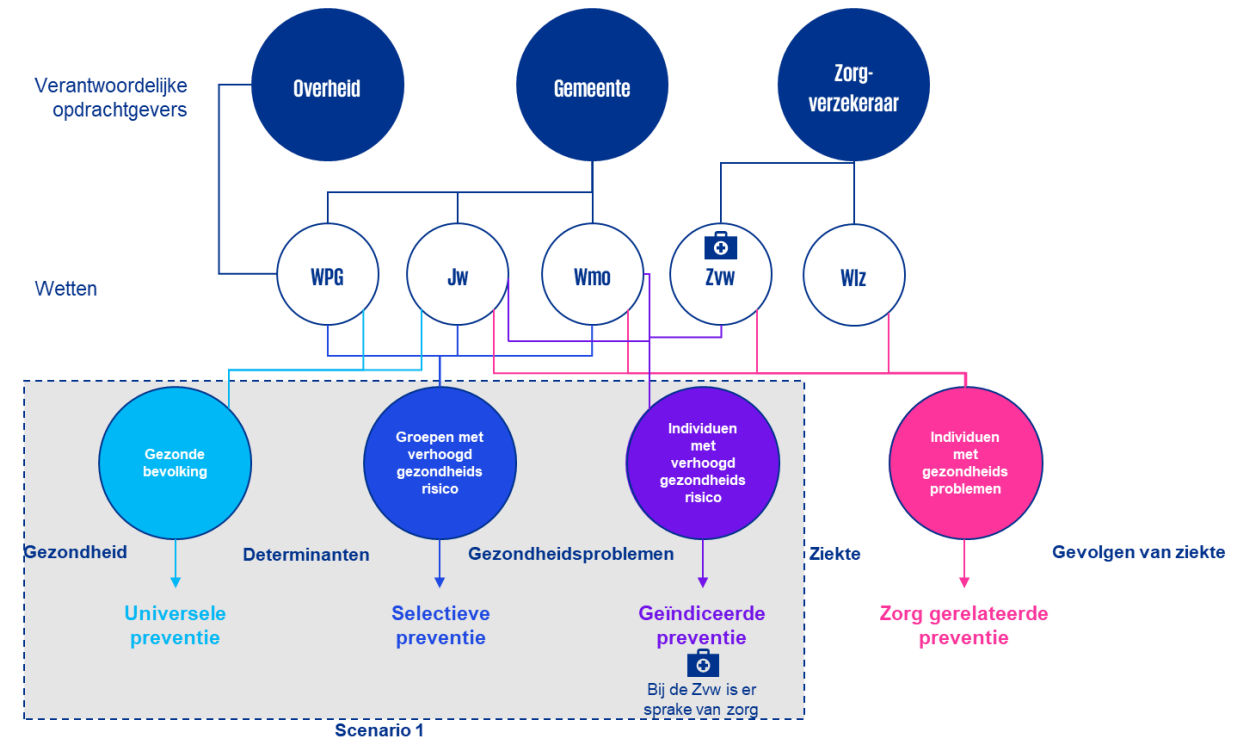 Verantwoordelijke
opdrachtgevers
Overheid
Gemeente
Zorg-
verzekeraar
Wetten
WPG
Jw
Wmo
Zvw
Wlz
Gezonde
bevolking
Groepen met
verhoogd
gezondheids
risico
Individuen
met
verhoogd
gezondheids
risico
Individuen
met
gezondheids
problemen
Gezondheid
Determinanten
Gezondheidsproblemen
Ziekte
Gevolgen van ziekte
Universele
preventie
Selectieve
preventie
Geïndiceerde
preventie
Zorg gerelateerde
preventie
Bij de Zvw is er
sprake van zorg
Scenario 1